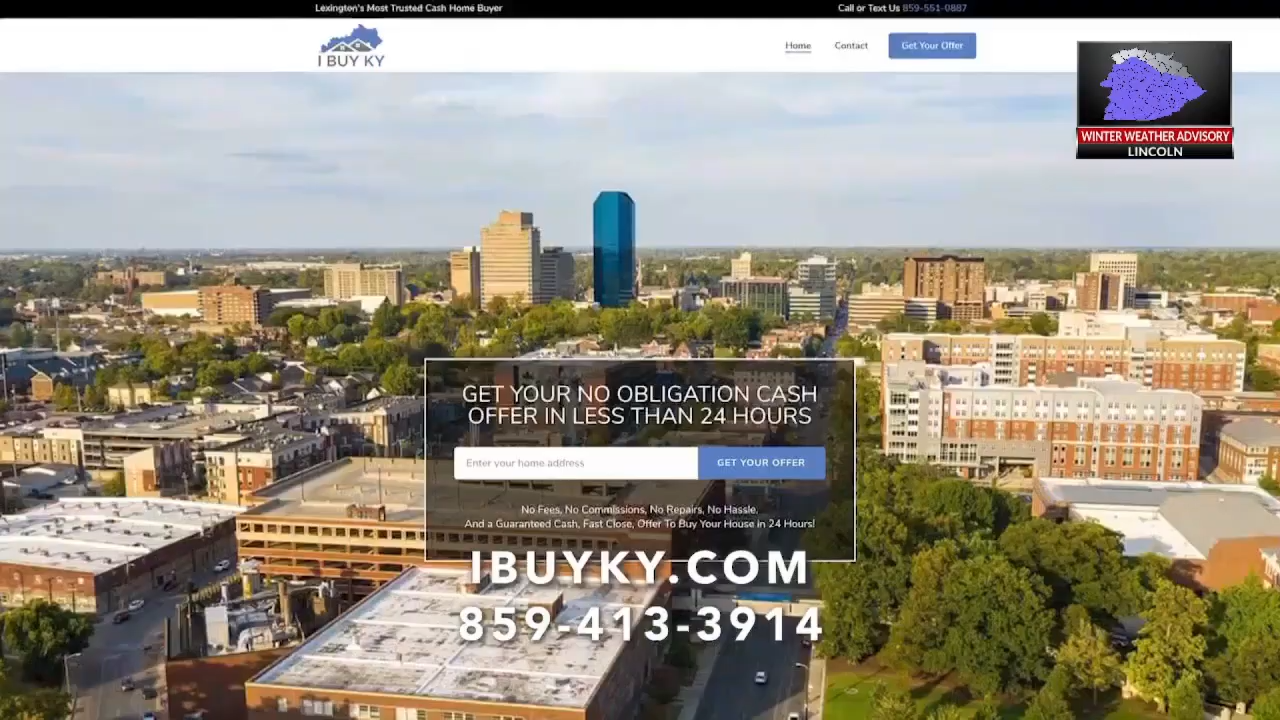 Lexington's Most Trusted Cash Home Buyer
Call or Text Us 859-551-0887
I BUY KY
Home
Contact
Get Your Offer
WINTER WEATHER ADVISORY
LINCOLN
GET YOUR NO OBLIGATION CASH
OFFER IN LESS THAN 24 HOURS
Enter your home address
GET YOUR OFFER
No Fees, No Commissions, No Repairs, No Hassle.
And a Guaranteed Cash, Fast Close, Offer To Buy Your House in 24 Hours!
IBUYKY.COM
859-413-3914